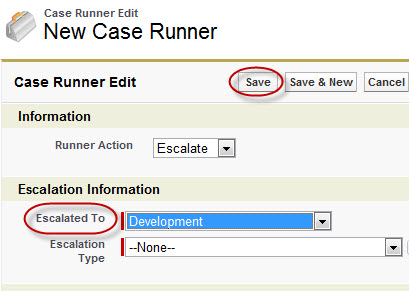 Case Runner Edit
New Case Runner
Case Runner Edit Save Save & New Cancel
Information
Runner Action Escalate
Escalation Information
Escalated To Development
Escalation Type --None--